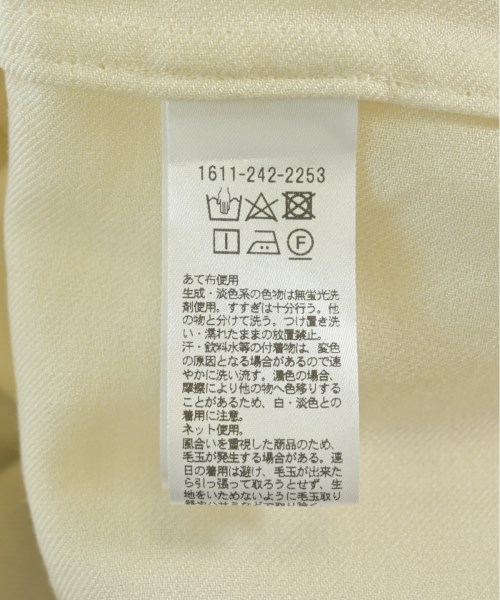 1611-242-2253
F
あて布使用
生成・淡色系の色物は無蛍光洗
剤使用。すすぎは十分行う。他
の物と分けて洗う。つけ置き洗
い・濡れたままの放置禁止。
汗・飲料水等の付着物は、変色
の原因となる場合があるので速
やかに洗い流す。濃色の場合、
摩擦により他の物へ色移りする
ことがあるため、白・淡色との
着用に注意。
ネット使用。
風合いを重視した商品のため、
毛玉が発生する場合がある。連
日の着用は避け、毛玉が出来た
ら引っ張って取ろうとせず、生
地をいためないように毛玉取り